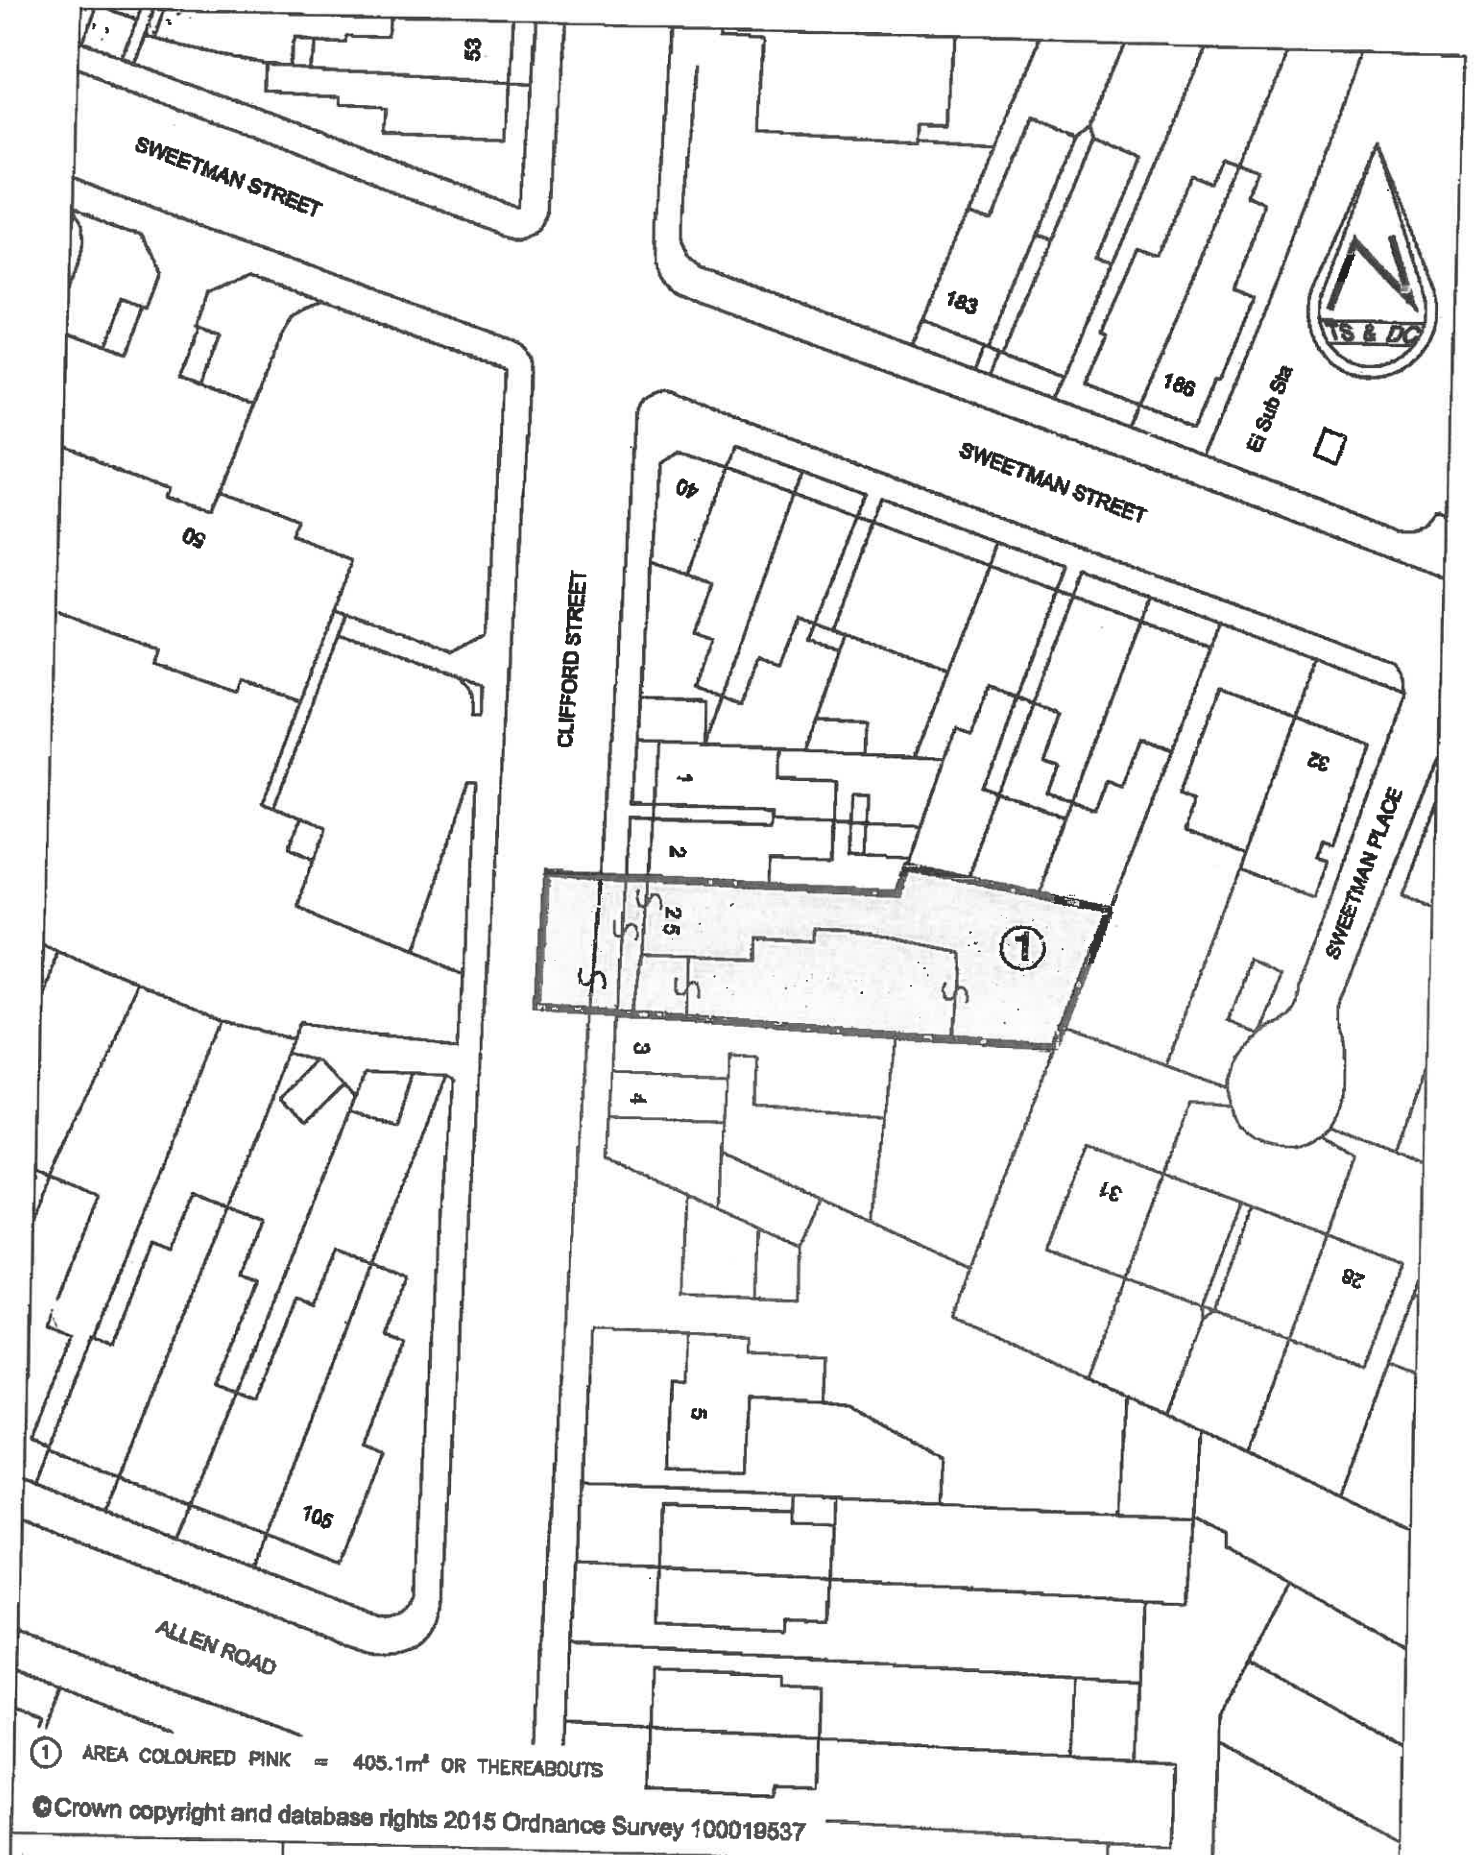 53
SWEETMAN STREET
183
186
TS & DC
El Sub Sta
SWEETMAN STREET
40
50
CLIFFORD STREET
32
1
2
SWEETMAN PLACE
25
1
3
4
31
28
5
105
ALLEN ROAD
1 AREA COLOURED PINK = 405.1m² OR THEREABOUTS
©Crown copyright and database rights 2015 Ordnance Survey 100019537